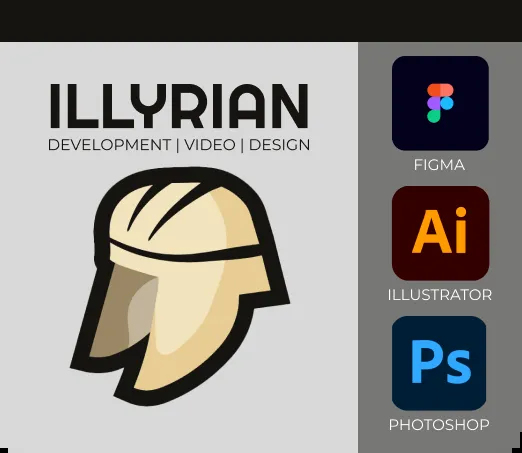 ILLYRIAN
DEVELOPMENT | VIDEO | DESIGN
FIGMA
Ai
ILLUSTRATOR
Ps
PHOTOSHOP